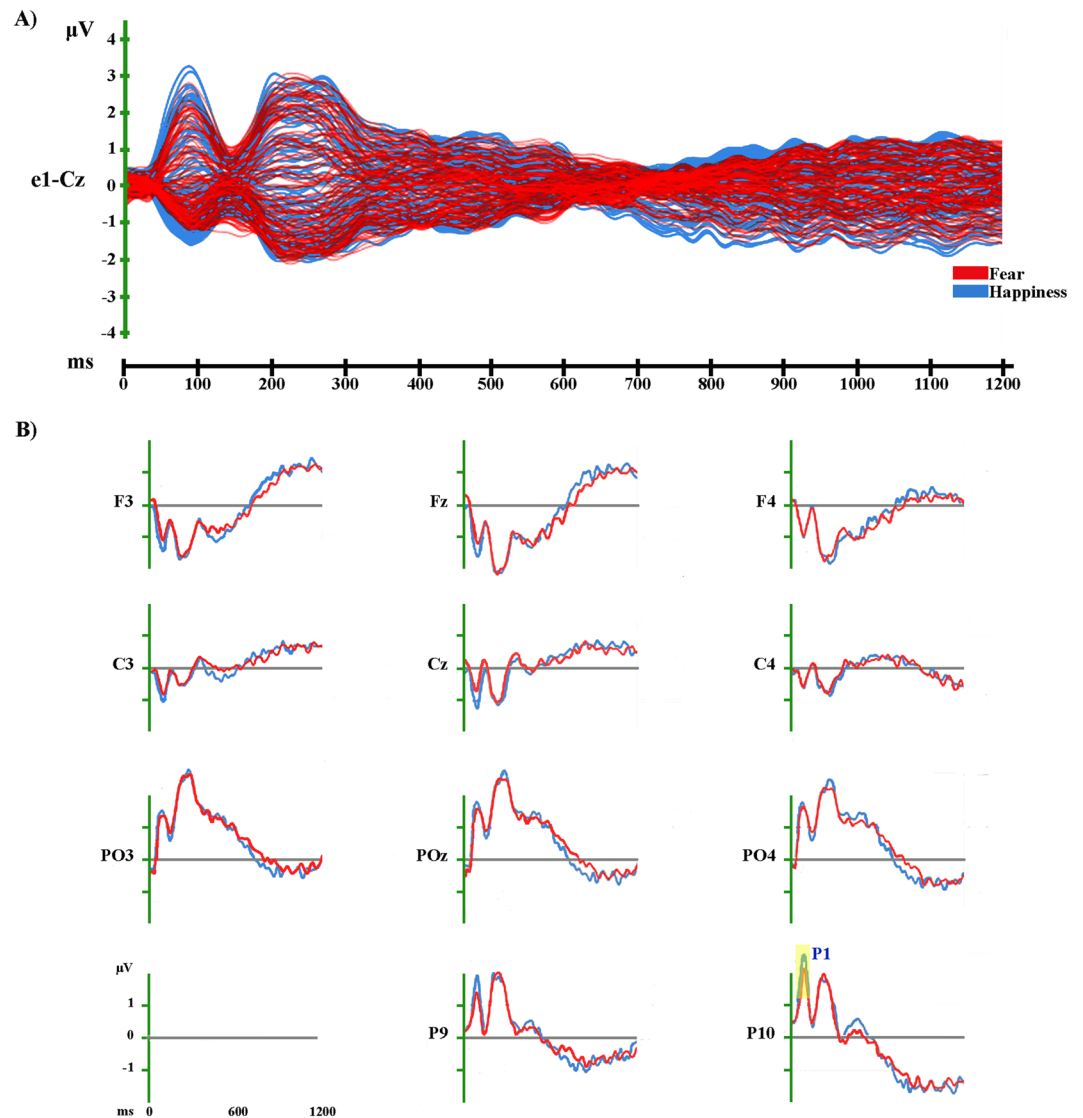 A)
µV
4
3
2
1
e1-Cz
0
-1
-2
-3
-4
Fear
Happiness
ms
0 100 200 300 400 500 600 700 800 900 1000 1100 1200
B)
F3 Fz F4
C3 Cz C4
PO3 POz PO4
P1
µV
1
0
-1
P9 P10
ms 0 600 1200